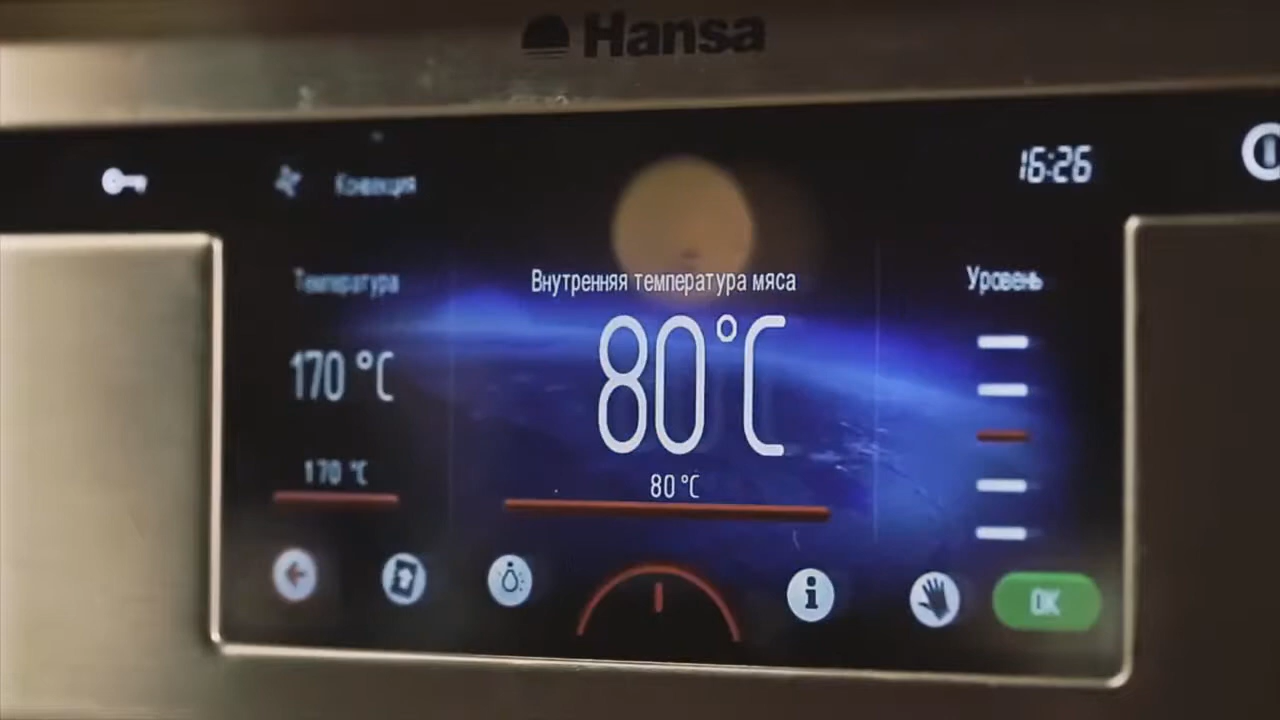 Hansa
Конвекция
16:26
Температура
Внутренняя температура мяса
Уровень
170 °C
80°C
170 °C
80 °C
i
OK